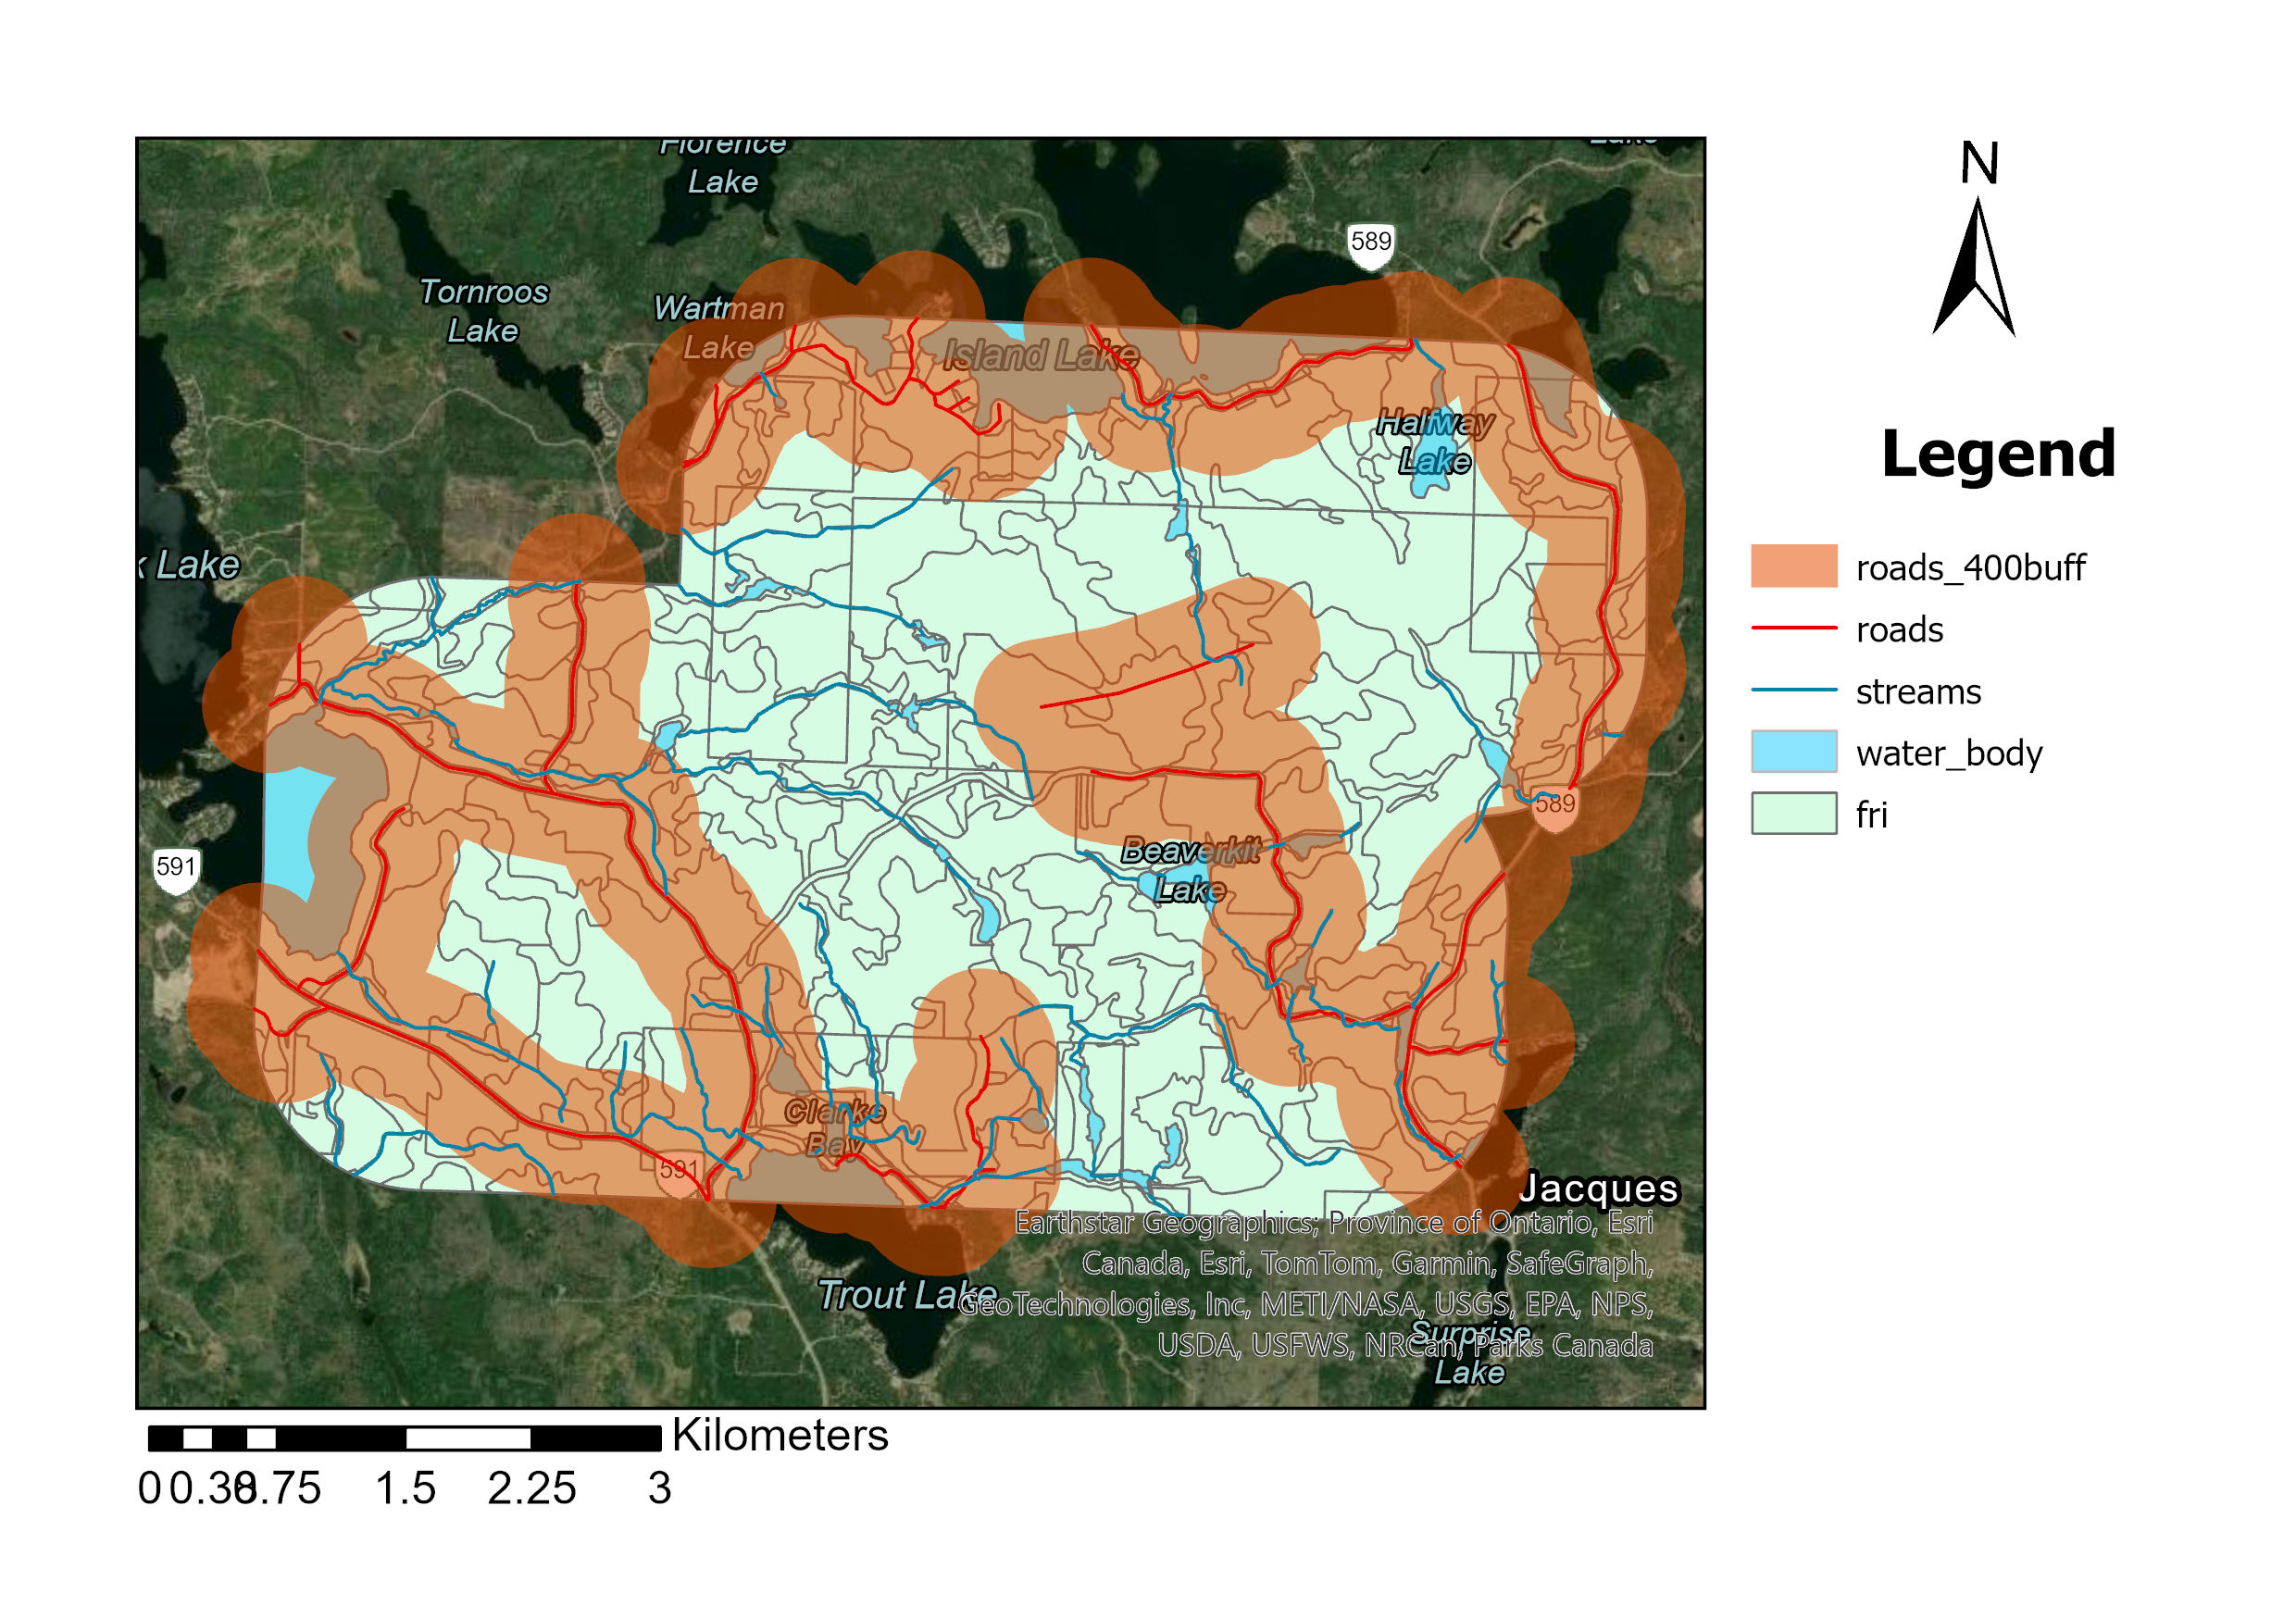 Florence
Lake
Lake
N
589
Tornroos
Lake
Wartman
Lake
Island Lake
Halfway
Lake
Legend
k Lake
roads_400buff
roads
streams
water_body
fri
589
591
Beaverkit
Lake
Clarke
Bay
591
Jacques
Earthstar Geographics; Province of Ontario, Esri
Canada, Esri, TomTom, Garmin, SafeGraph,
GeoTechnologies, Inc, METI/NASA, USGS, EPA, NPS,
USDA, USFWS, NRCan, Parks Canada
Trout Lake
Surprise
Lake
Kilometers
0 0.38 0.75 1.5 2.25 3